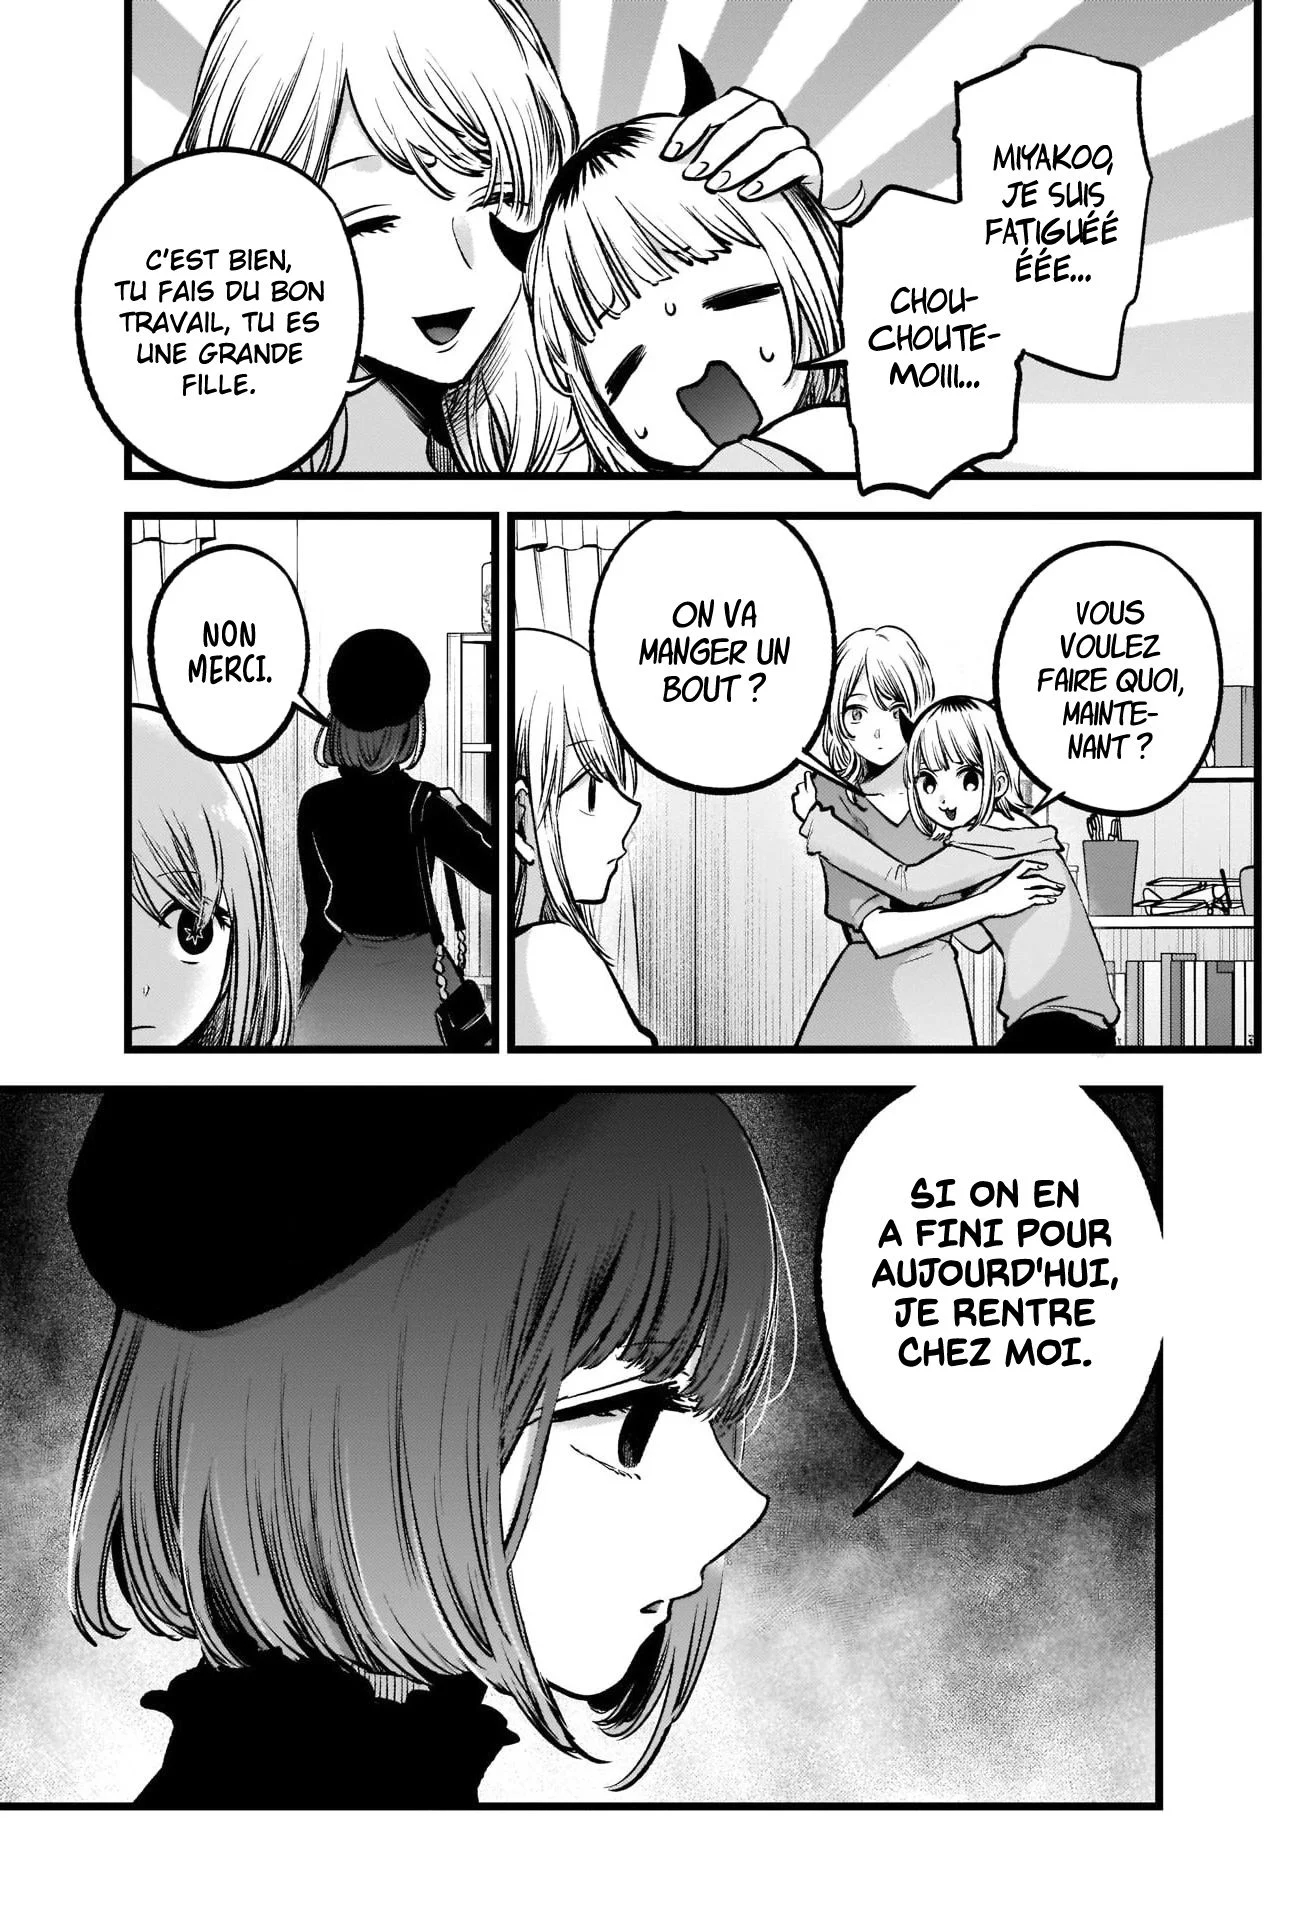 MIYAKOO,
JE SUIS
FATIGUÉÉ
ÉÉE...
CHOU-
CHOUTE-
MOIII...
C'EST BIEN,
TU FAIS DU BON
TRAVAIL, TU ES
UNE GRANDE
FILLE.
VOUS
VOULEZ
FAIRE QUOI,
MAINTE-
NANT ?
ON VA
MANGER UN
BOUT ?
NON
MERCI.
SI ON EN
A FINI POUR
AUJOURD'HUI,
JE RENTRE
CHEZ MOI.